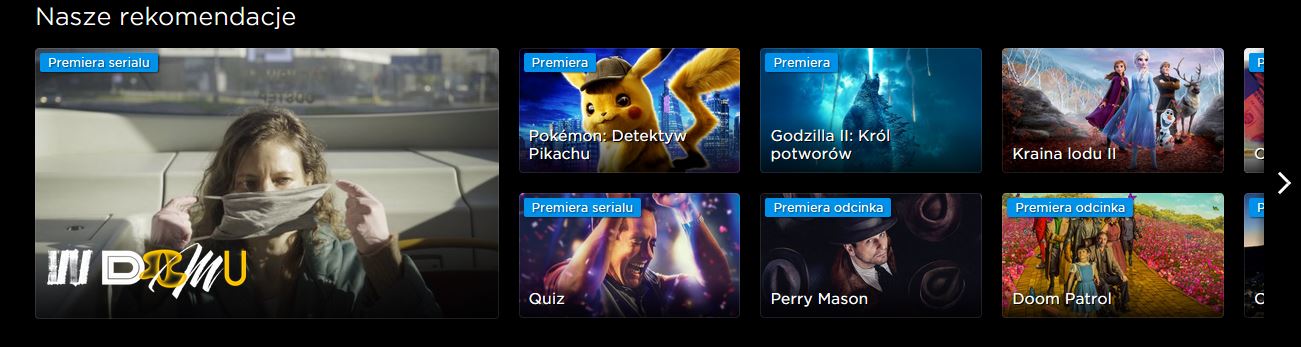 Nasze rekomendacje
Premiera serialu
W DOMU
Premiera
Pokémon: Detektyw
Pikachu
Premiera
Godzilla II: Król
potworów
Kraina lodu II
Premiera serialu
Quiz
Premiera odcinka
Perry Mason
Premiera odcinka
Doom Patrol